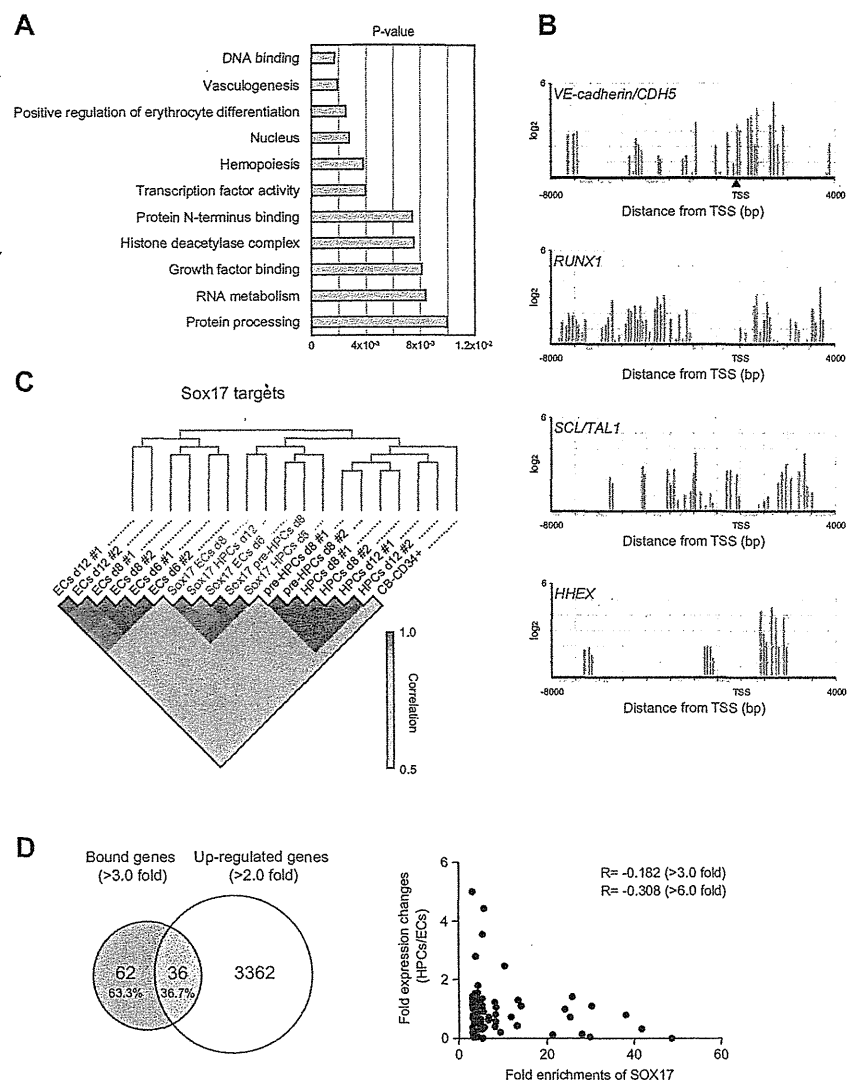 A
P-value
DNA binding
Vasculogenesis
Positive regulation of erythrocyte differentiation
Nucleus
Hemopoiesis
Transcription factor activity
Protein N-terminus binding
Histone deacetylase complex
Growth factor binding
RNA metabolism
Protein processing
0 4x10-3 8x10-3 1.2x10-2
B
6
VE-cadherin/CDH5
log2
-8000 TSS 4000
Distance from TSS (bp)
6
RUNX1
log2
-8000 TSS 4000
Distance from TSS (bp)
6
SCL/TAL1
log2
-8000 TSS 4000
Distance from TSS (bp)
6
HHEX
log2
-8000 TSS 4000
Distance from TSS (bp)
C
Sox17 targets
ECs d12 #1
ECs d12 #2
ECs d8 #1
ECs d8 #2
ECs d6 #1
ECs d6 #2
Sox17 ECs d8
Sox17 HPCs d12
Sox17 ECs d6
Sox17 pre-HPCs d8
Sox17 HPCs d8
pre-HPCs d8 #1
pre-HPCs d8 #2
HPCs d8 #1
HPCs d8 #2
HPCs d12 #1
HPCs d12 #2
CB-CD34+
1.0
Correlation
0.5
D
Bound genes
(>3.0 fold)
Up-regulated genes
(>2.0 fold)
62
63.3%
36
36.7%
3362
R= -0.182 (>3.0 fold)
R= -0.308 (>6.0 fold)
Fold expression changes
(HPCs/ECs)
6
4
2
0
0 20 40 60
Fold enrichments of SOX17